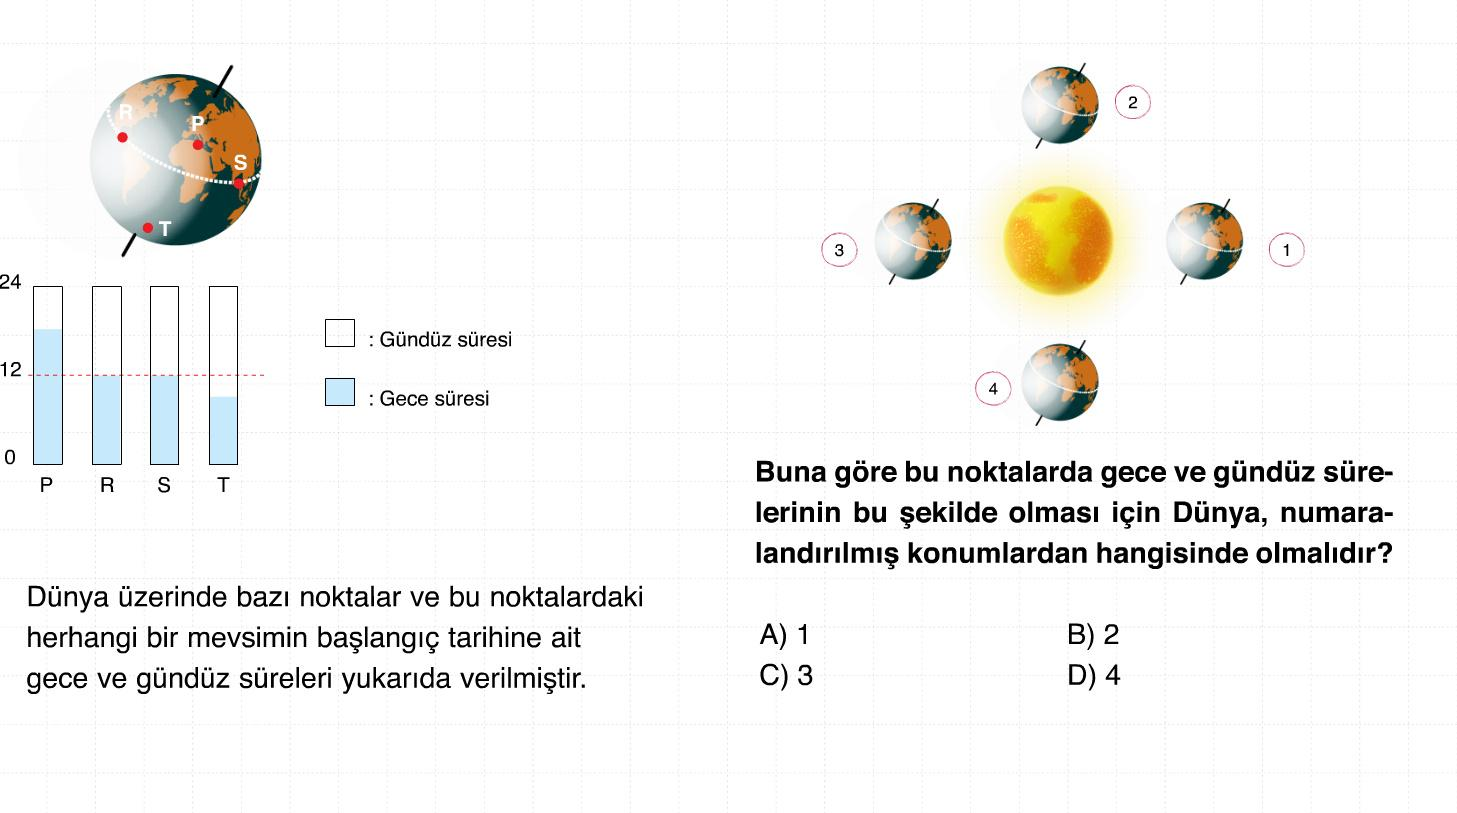 R
P
S
T
24
12
0
P R S T
: Gündüz süresi
: Gece süresi
Dünya üzerinde bazı noktalar ve bu noktalardaki
herhangi bir mevsimin başlangıç tarihine ait
gece ve gündüz süreleri yukarıda verilmiştir.
2
3
1
4
Buna göre bu noktalarda gece ve gündüz süre-
lerinin bu şekilde olması için Dünya, numara-
landırılmış konumlardan hangisinde olmalıdır?
A) 1 B) 2
C) 3 D) 4